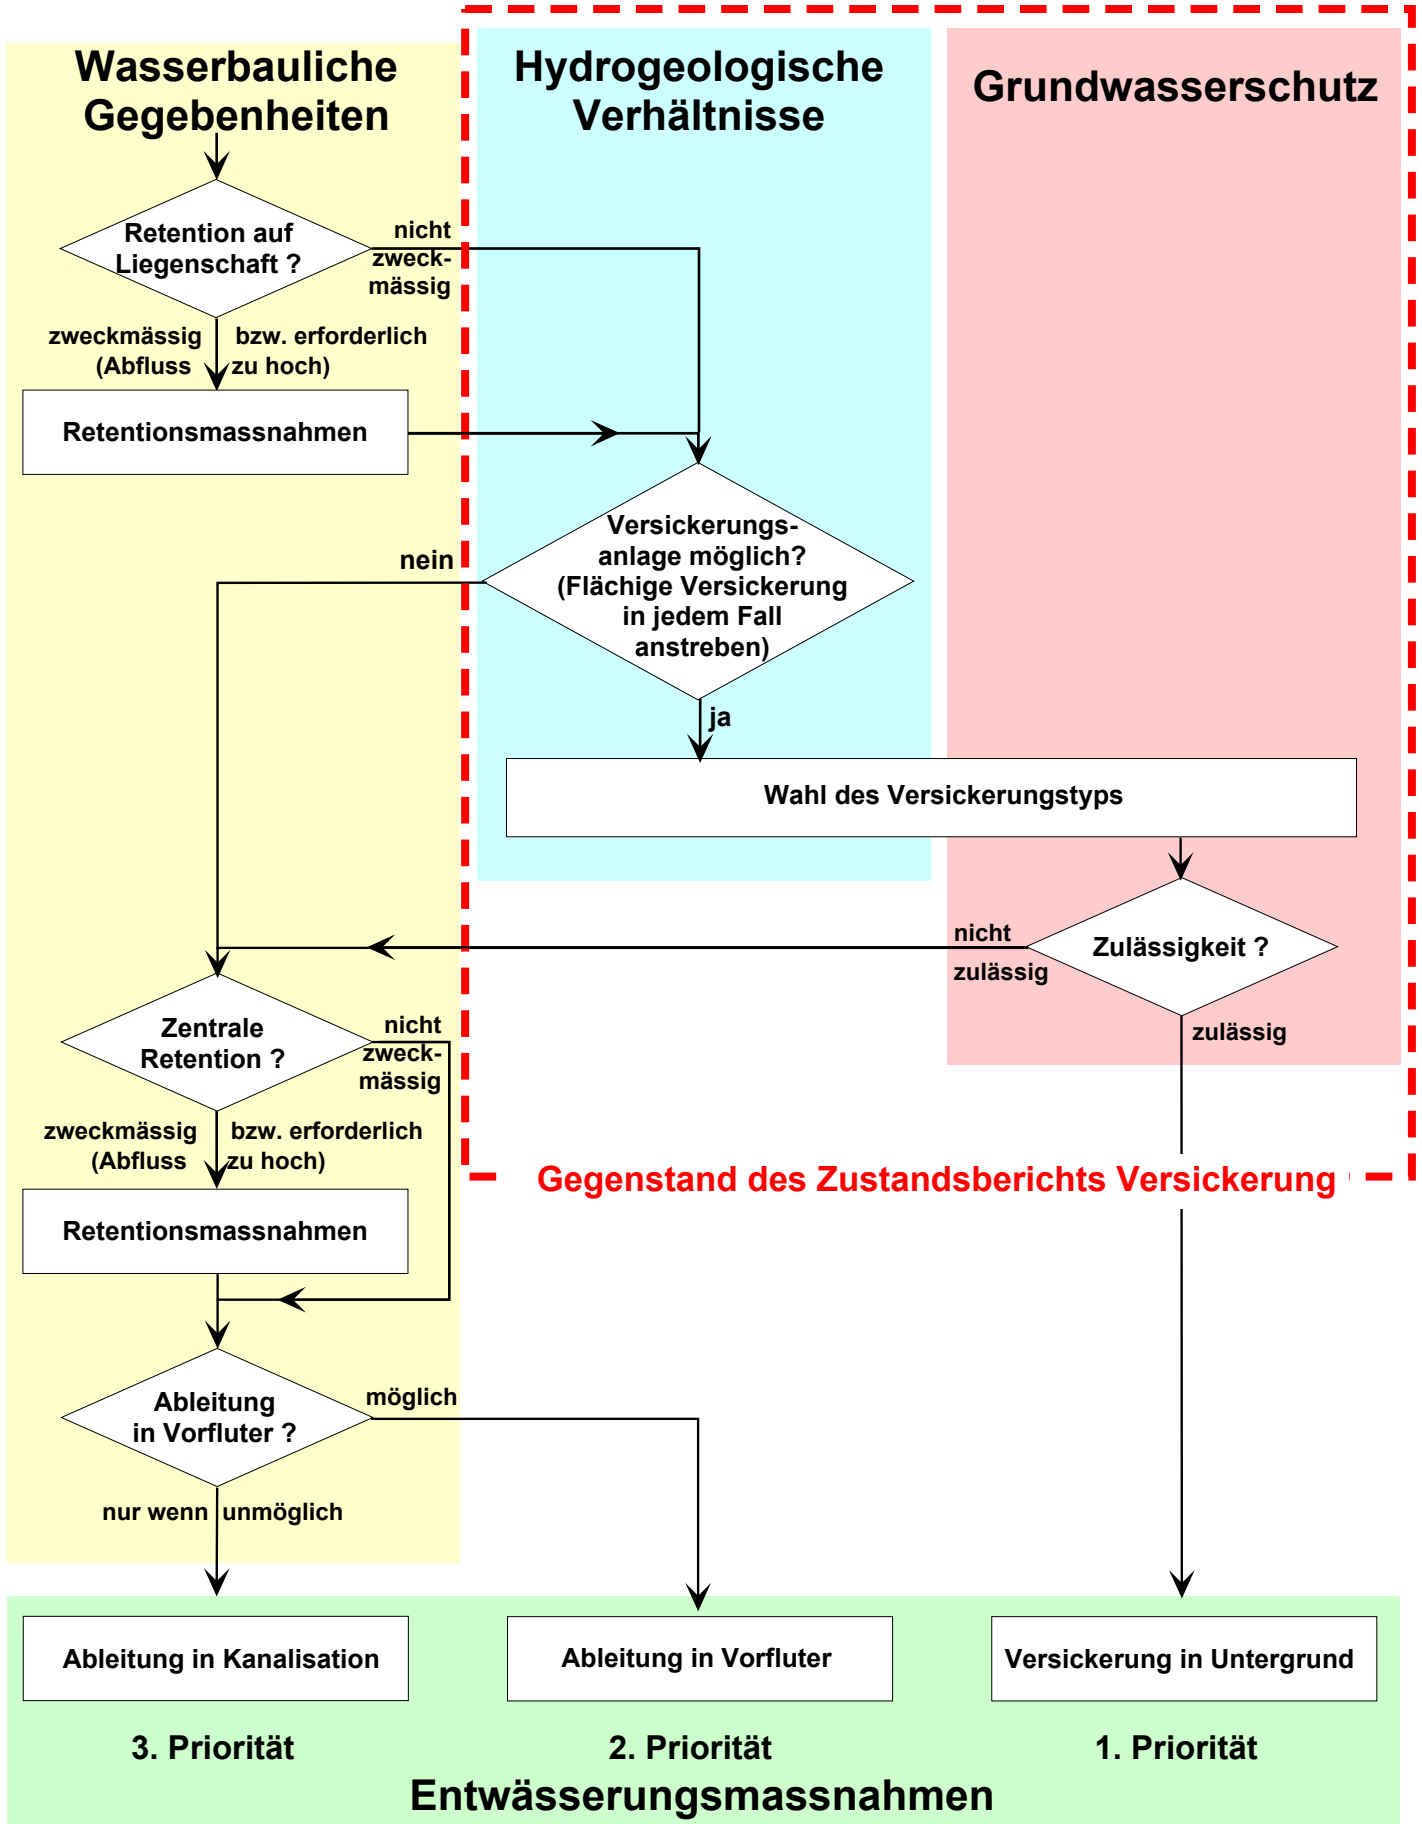 Wasserbauliche
Gegebenheiten
Hydrogeologische
Verhältnisse
Grundwasserschutz
Retention auf
Liegenschaft ?
nicht
zweck-
mässig
zweckmässig bzw. erforderlich
(Abfluss zu hoch)
Retentionsmassnahmen
Versickerungs-
anlage möglich?
(Flächige Versickerung
in jedem Fall
anstreben)
nein
ja
Wahl des Versickerungstyps
Zulässigkeit ?
nicht
zulässig
zulässig
Zentrale
Retention ?
nicht
zweck-
mässig
zweckmässig bzw. erforderlich
(Abfluss zu hoch)
Gegenstand des Zustandsberichts Versickerung
Retentionsmassnahmen
Ableitung
in Vorfluter ?
möglich
nur wenn unmöglich
Ableitung in Kanalisation
Ableitung in Vorfluter
Versickerung in Untergrund
3. Priorität
2. Priorität
1. Priorität
Entwässerungsmassnahmen